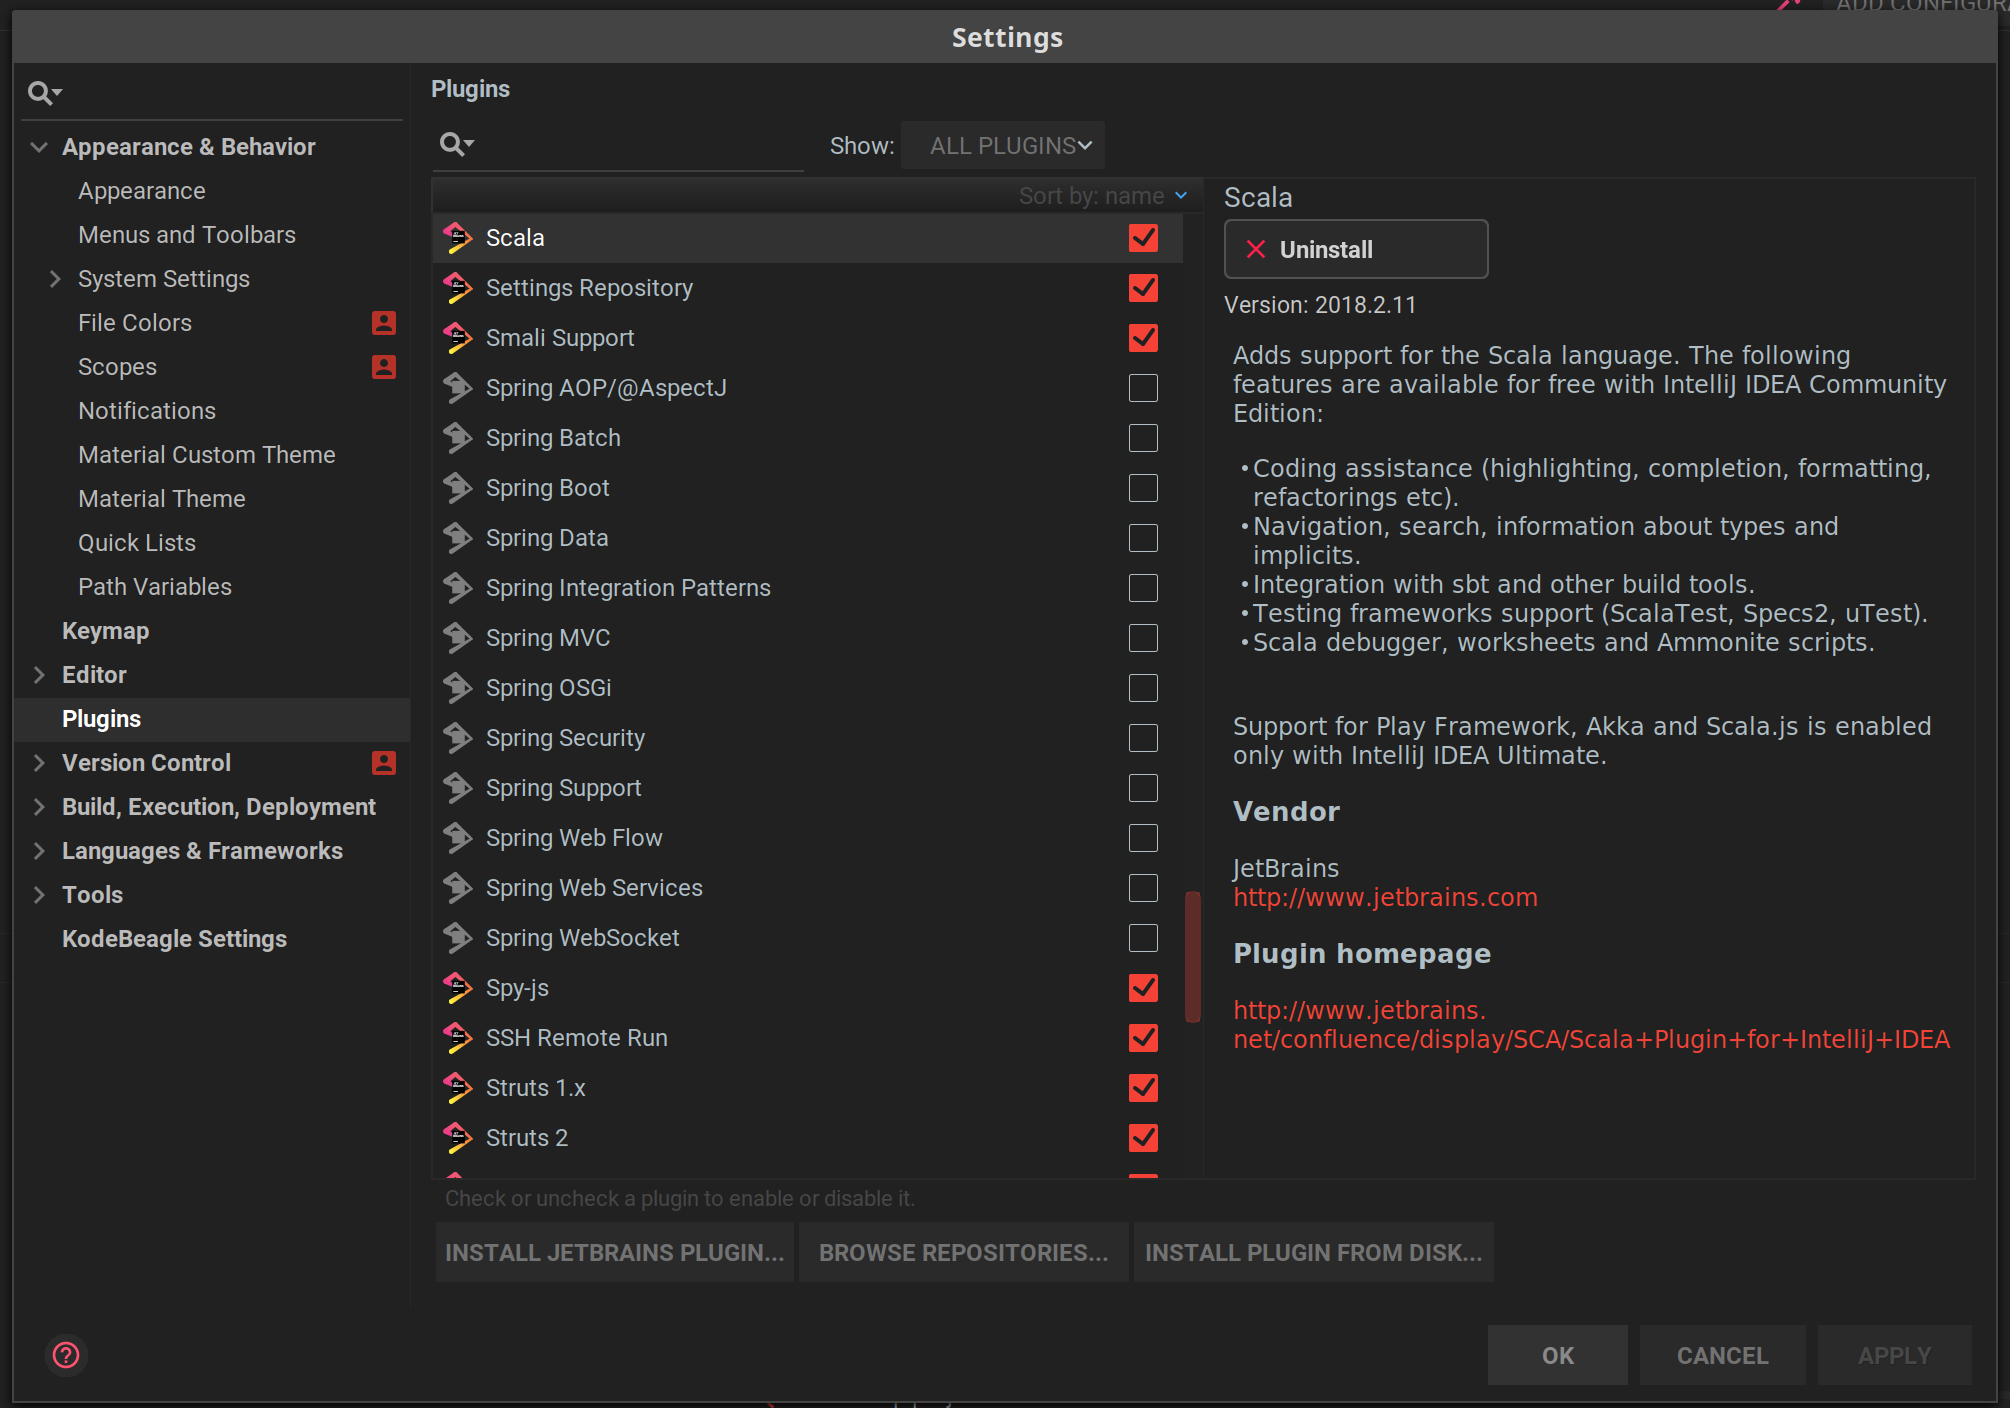 ADD CONFIGURA
Settings
Appearance & Behavior
Appearance
Menus and Toolbars
System Settings
File Colors
Scopes
Notifications
Material Custom Theme
Material Theme
Quick Lists
Path Variables
Keymap
Editor
Plugins
Version Control
Build, Execution, Deployment
Languages & Frameworks
Tools
KodeBeagle Settings
Plugins
Show: ALL PLUGINS
Sort by: name
Scala
Settings Repository
Smali Support
Spring AOP/@AspectJ
Spring Batch
Spring Boot
Spring Data
Spring Integration Patterns
Spring MVC
Spring OSGi
Spring Security
Spring Support
Spring Web Flow
Spring Web Services
Spring WebSocket
Spy-js
SSH Remote Run
Struts 1.x
Struts 2
Check or uncheck a plugin to enable or disable it.
INSTALL JETBRAINS PLUGIN... BROWSE REPOSITORIES... INSTALL PLUGIN FROM DISK...
Scala
Uninstall
Version: 2018.2.11
Adds support for the Scala language. The following
features are available for free with IntelliJ IDEA Community
Edition:
• Coding assistance (highlighting, completion, formatting,
refactorings etc).
• Navigation, search, information about types and
implicits.
• Integration with sbt and other build tools.
• Testing frameworks support (ScalaTest, Specs2, uTest).
• Scala debugger, worksheets and Ammonite scripts.
Support for Play Framework, Akka and Scala.js is enabled
only with IntelliJ IDEA Ultimate.
Vendor
JetBrains
http://www.jetbrains.com
Plugin homepage
http://www.jetbrains.
net/confluence/display/SCA/Scala+Plugin+for+IntelliJ+IDEA
OK CANCEL APPLY